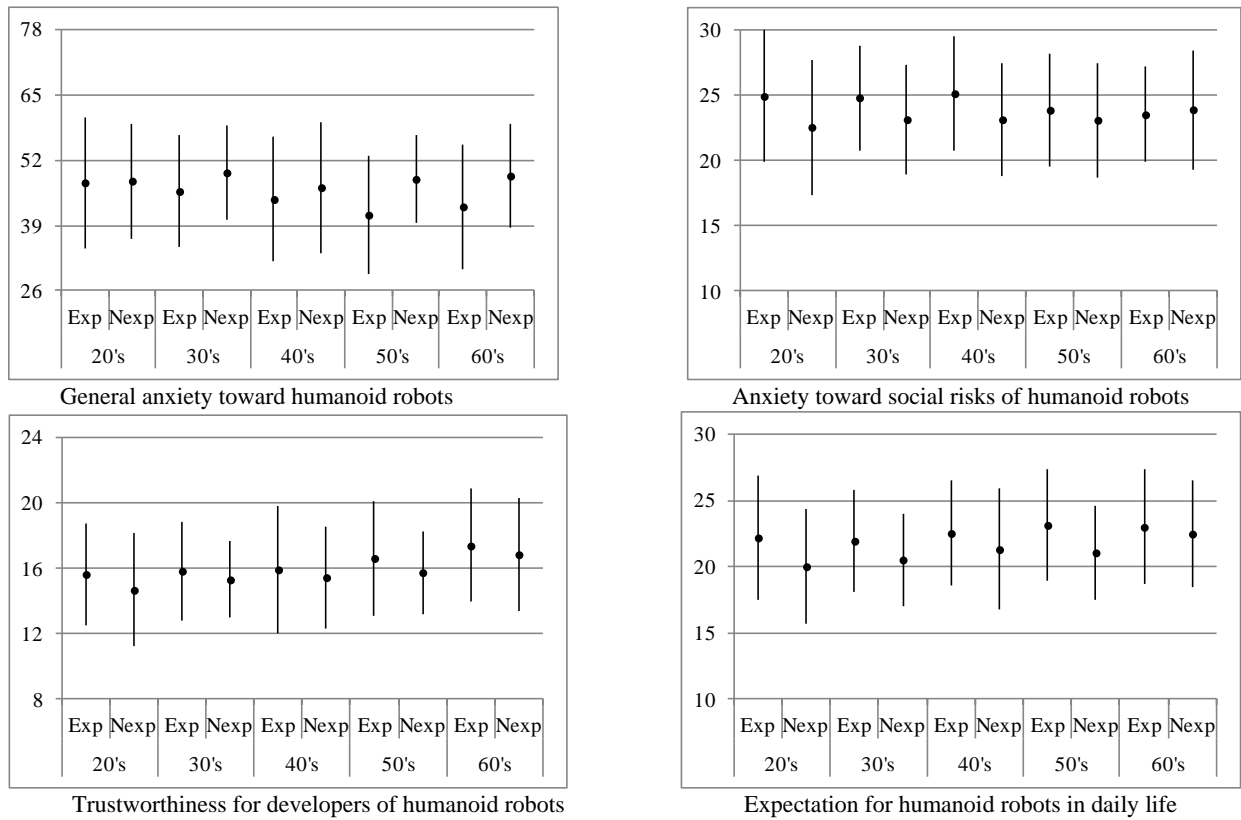 78
65
52
39
26
Exp Nexp Exp Nexp Exp Nexp Exp Nexp Exp Nexp
20's 30's 40's 50's 60's
General anxiety toward humanoid robots
30
25
20
15
10
Exp Nexp Exp Nexp Exp Nexp Exp Nexp Exp Nexp
20's 30's 40's 50's 60's
Anxiety toward social risks of humanoid robots
24
20
16
12
8
Exp Nexp Exp Nexp Exp Nexp Exp Nexp Exp Nexp
20's 30's 40's 50's 60's
Trustworthiness for developers of humanoid robots
30
25
20
15
10
Exp Nexp Exp Nexp Exp Nexp Exp Nexp Exp Nexp
20's 30's 40's 50's 60's
Expectation for humanoid robots in daily life